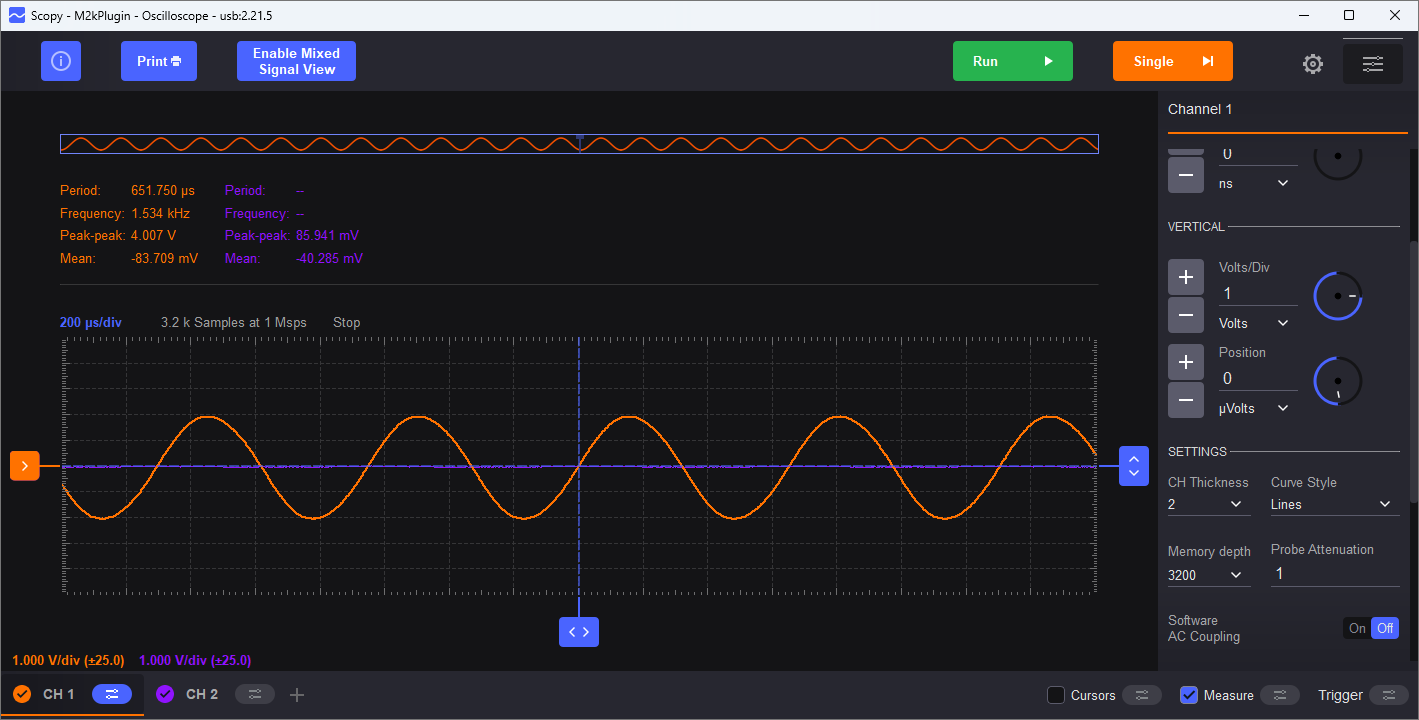 Scopy - M2kPlugin - Oscilloscope - usb:2.21.5
Print
Enable Mixed
Signal View
Run
Single
Channel 1
0
ns
Period: 651.750 µs Period: --
Frequency: 1.534 kHz Frequency: --
Peak-peak: 4.007 V Peak-peak: 85.941 mV
Mean: -83.709 mV Mean: -40.285 mV
200 µs/div 3.2 k Samples at 1 Msps Stop
VERTICAL
Volts/Div
1
Volts
Position
0
µVolts
SETTINGS
CH Thickness Curve Style
2 Lines
Memory depth Probe Attenuation
3200 1
Software
AC Coupling
On Off
1.000 V/div (±25.0) 1.000 V/div (±25.0)
CH 1 CH 2 Cursors Measure Trigger